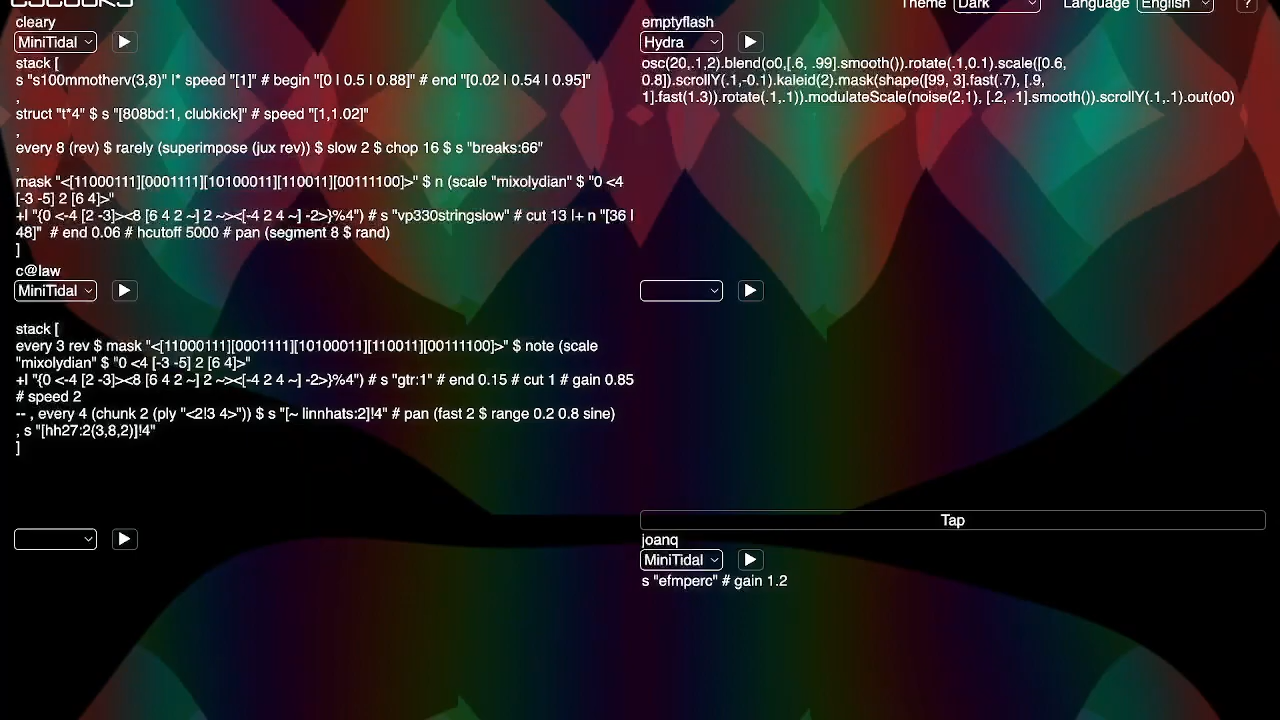 Theme Dark Language English ?
cleary
MiniTidal
stack [
s "s100mmotherv(3,8)" |* speed "[1]" # begin "[0 | 0.5 | 0.88]" # end "[0.02 | 0.54 | 0.95]"
,
struct "t*4" $ s "[808bd:1, clubkick]" # speed "[1,1.02]"
,
every 8 (rev) $ rarely (superimpose (jux rev)) $ slow 2 $ chop 16 $ s "breaks:66"
,
mask "<[11000111][0001111][10100011][110011][00111100]>" $ n (scale "mixolydian" $ "0 <4
[-3 -5] 2 [6 4]>"
+| "{0 <-4 [2 -3]><8 [6 4 2 ~] 2 ~><[-4 2 4 ~] -2>}%4") # s "vp330stringslow" # cut 13 |+ n "[36 |
48]"  # end 0.06 # hcutoff 5000 # pan (segment 8 $ rand)
]
emptyflash
Hydra
osc(20,.1,2).blend(o0,[.6, .99].smooth()).rotate(.1,0.1).scale([0.6,
0.8]).scrollY(.1,-0.1).kaleid(2).mask(shape([99, 3].fast(.7), [.9,
1].fast(1.3)).rotate(.1,.1)).modulateScale(noise(2,1), [.2, .1].smooth()).scrollY(.1,.1).out(o0)
c@law
MiniTidal
stack [
every 3 rev $ mask "<[11000111][0001111][10100011][110011][00111100]>" $ note (scale
"mixolydian" $ "0 <4 [-3 -5] 2 [6 4]>"
+| "{0 <-4 [2 -3]><8 [6 4 2 ~] 2 ~><[-4 2 4 ~] -2>}%4") # s "gtr:1" # end 0.15 # cut 1 # gain 0.85
# speed 2
-- , every 4 (chunk 2 (ply "<2!3 4>")) $ s "[~ linnhats:2]!4" # pan (fast 2 $ range 0.2 0.8 sine)
, s "[hh27:2(3,8,2)]!4"
]
Tap
joanq
MiniTidal
s "efmperc" # gain 1.2